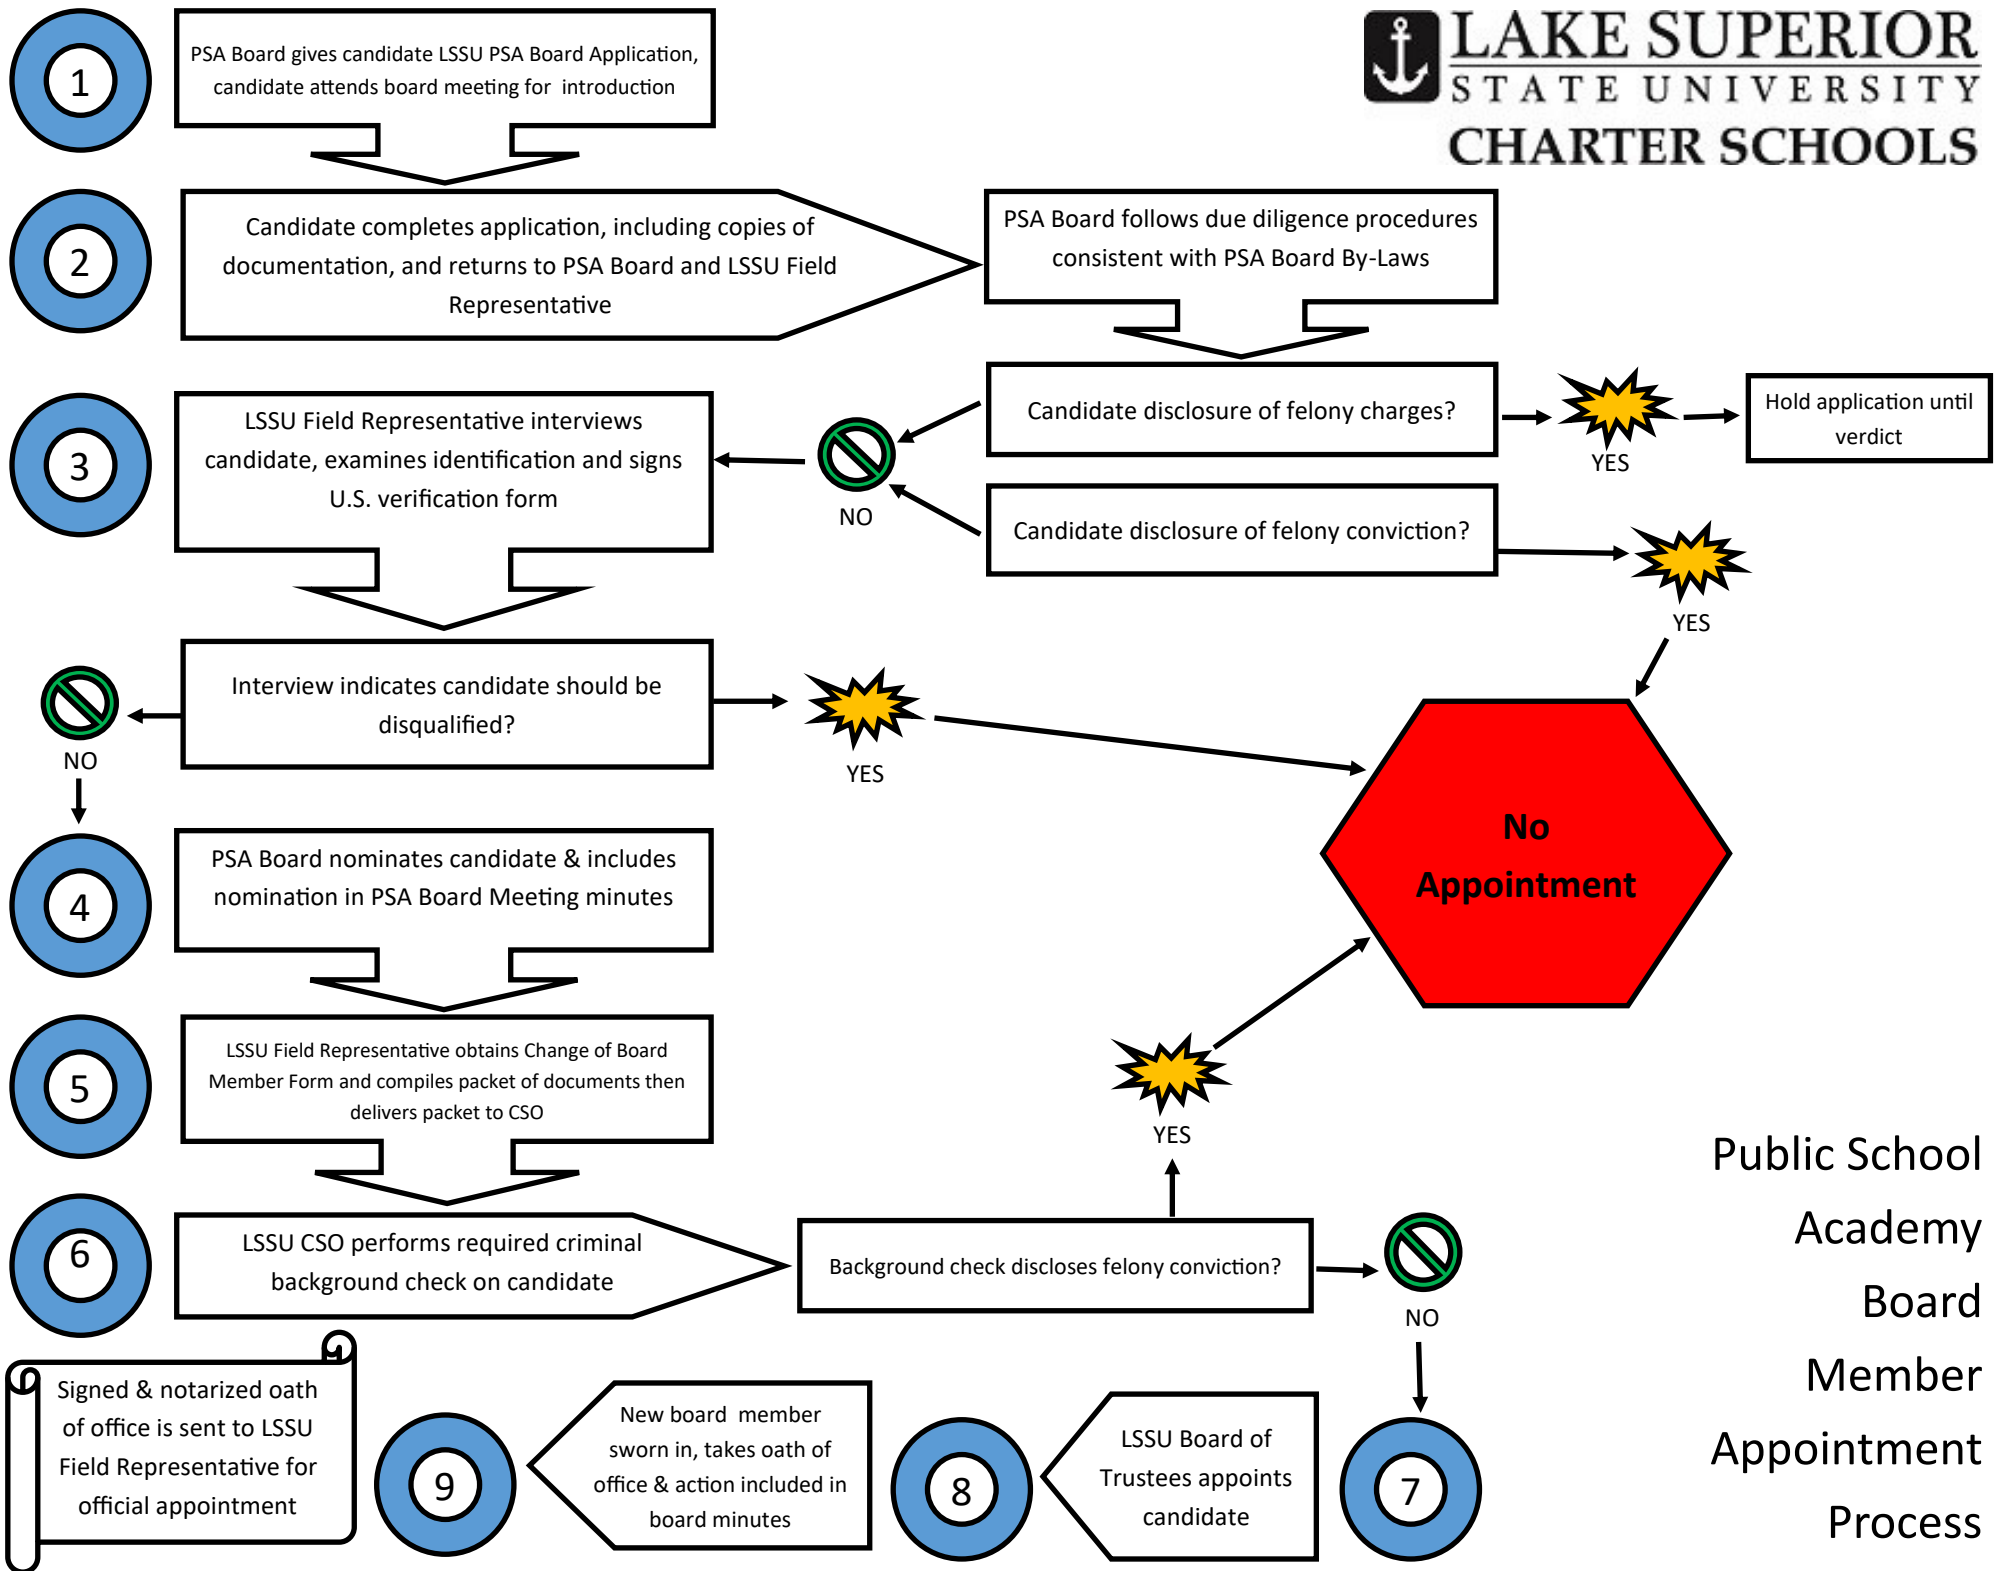 LAKE SUPERIOR
STATE UNIVERSITY
CHARTER SCHOOLS
1
PSA Board gives candidate LSSU PSA Board Application,
candidate attends board meeting for introduction
2
Candidate completes application, including copies of
documentation, and returns to PSA Board and LSSU Field
Representative
PSA Board follows due diligence procedures
consistent with PSA Board By-Laws
Candidate disclosure of felony charges?
YES
Hold application until
verdict
Candidate disclosure of felony conviction?
YES
NO
3
LSSU Field Representative interviews
candidate, examines identification and signs
U.S. verification form
Interview indicates candidate should be
disqualified?
NO
YES
No
Appointment
4
PSA Board nominates candidate & includes
nomination in PSA Board Meeting minutes
5
LSSU Field Representative obtains Change of Board
Member Form and compiles packet of documents then
delivers packet to CSO
6
LSSU CSO performs required criminal
background check on candidate
Background check discloses felony conviction?
YES
NO
7
LSSU Board of
Trustees appoints
candidate
8
New board member
sworn in, takes oath of
office & action included in
board minutes
9
Signed & notarized oath
of office is sent to LSSU
Field Representative for
official appointment
Public School
Academy
Board
Member
Appointment
Process